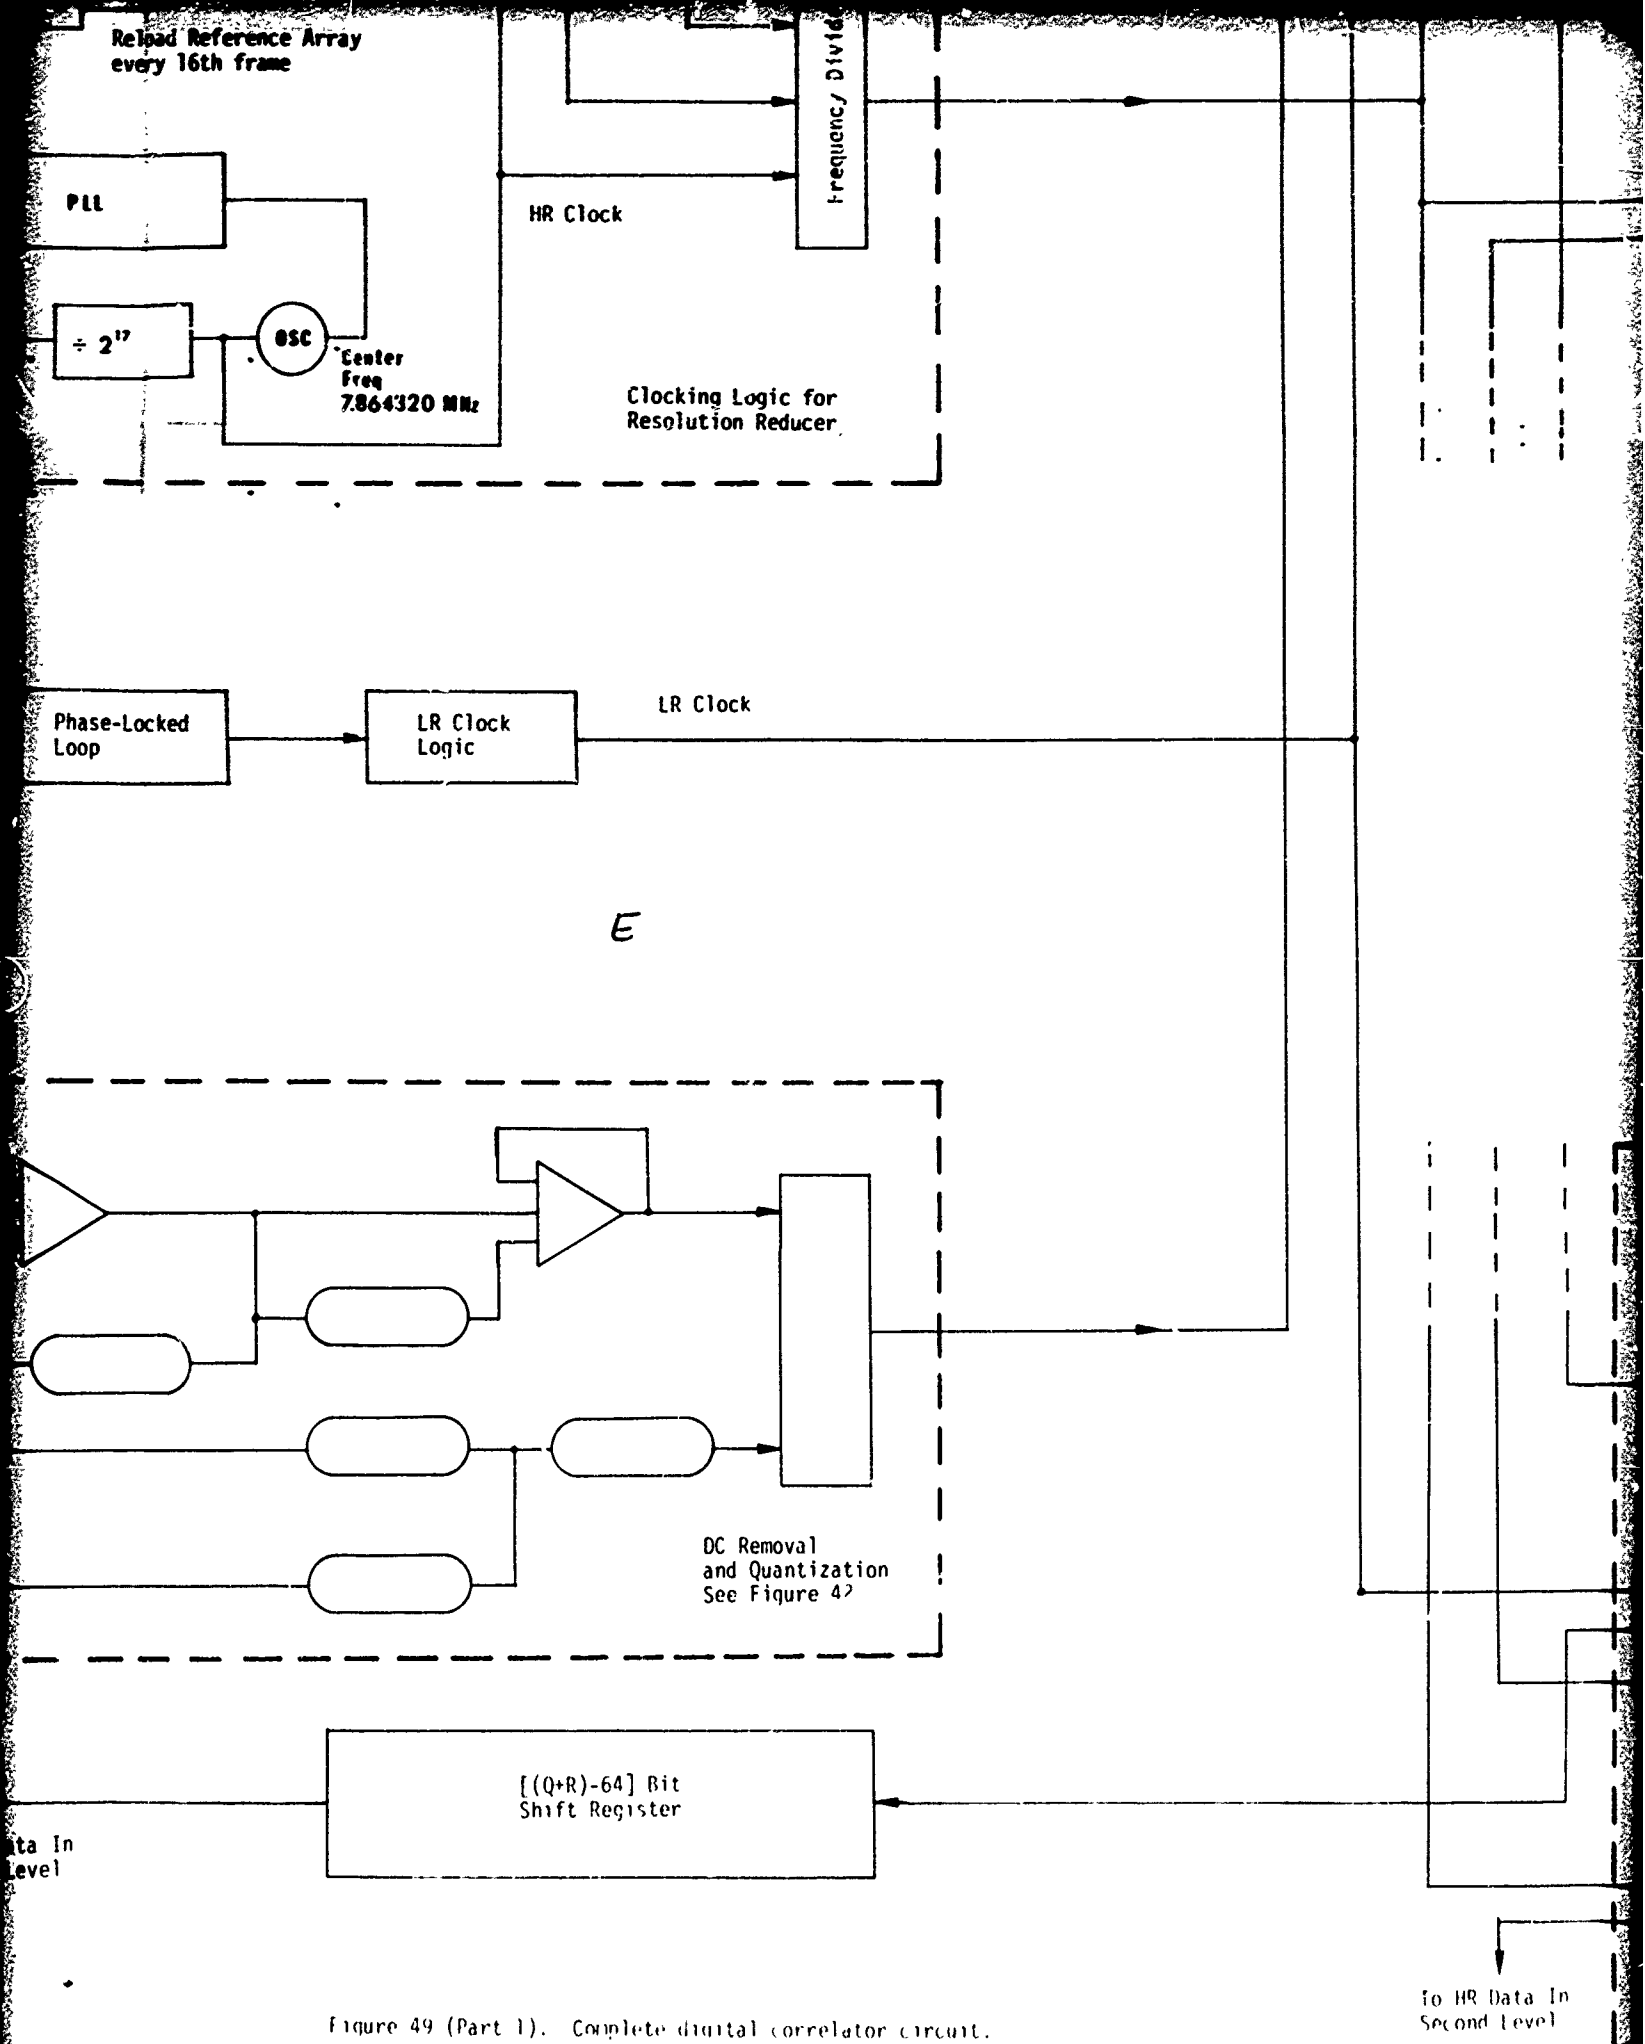 Reload Reference Array
every 16th frame
PLL
HR Clock
÷ 2¹⁷
OSC
Center
Freq
7.864320 MHz
Clocking Logic for
Resolution Reducer
Phase-Locked
Loop
LR Clock
Logic
LR Clock
E
DC Removal
and Quantization
See Figure 42
[(Q+R)-64] Bit
Shift Register
In
Level
To HR Data In
Second Level
Figure 49 (Part 1). Complete digital correlator circuit.